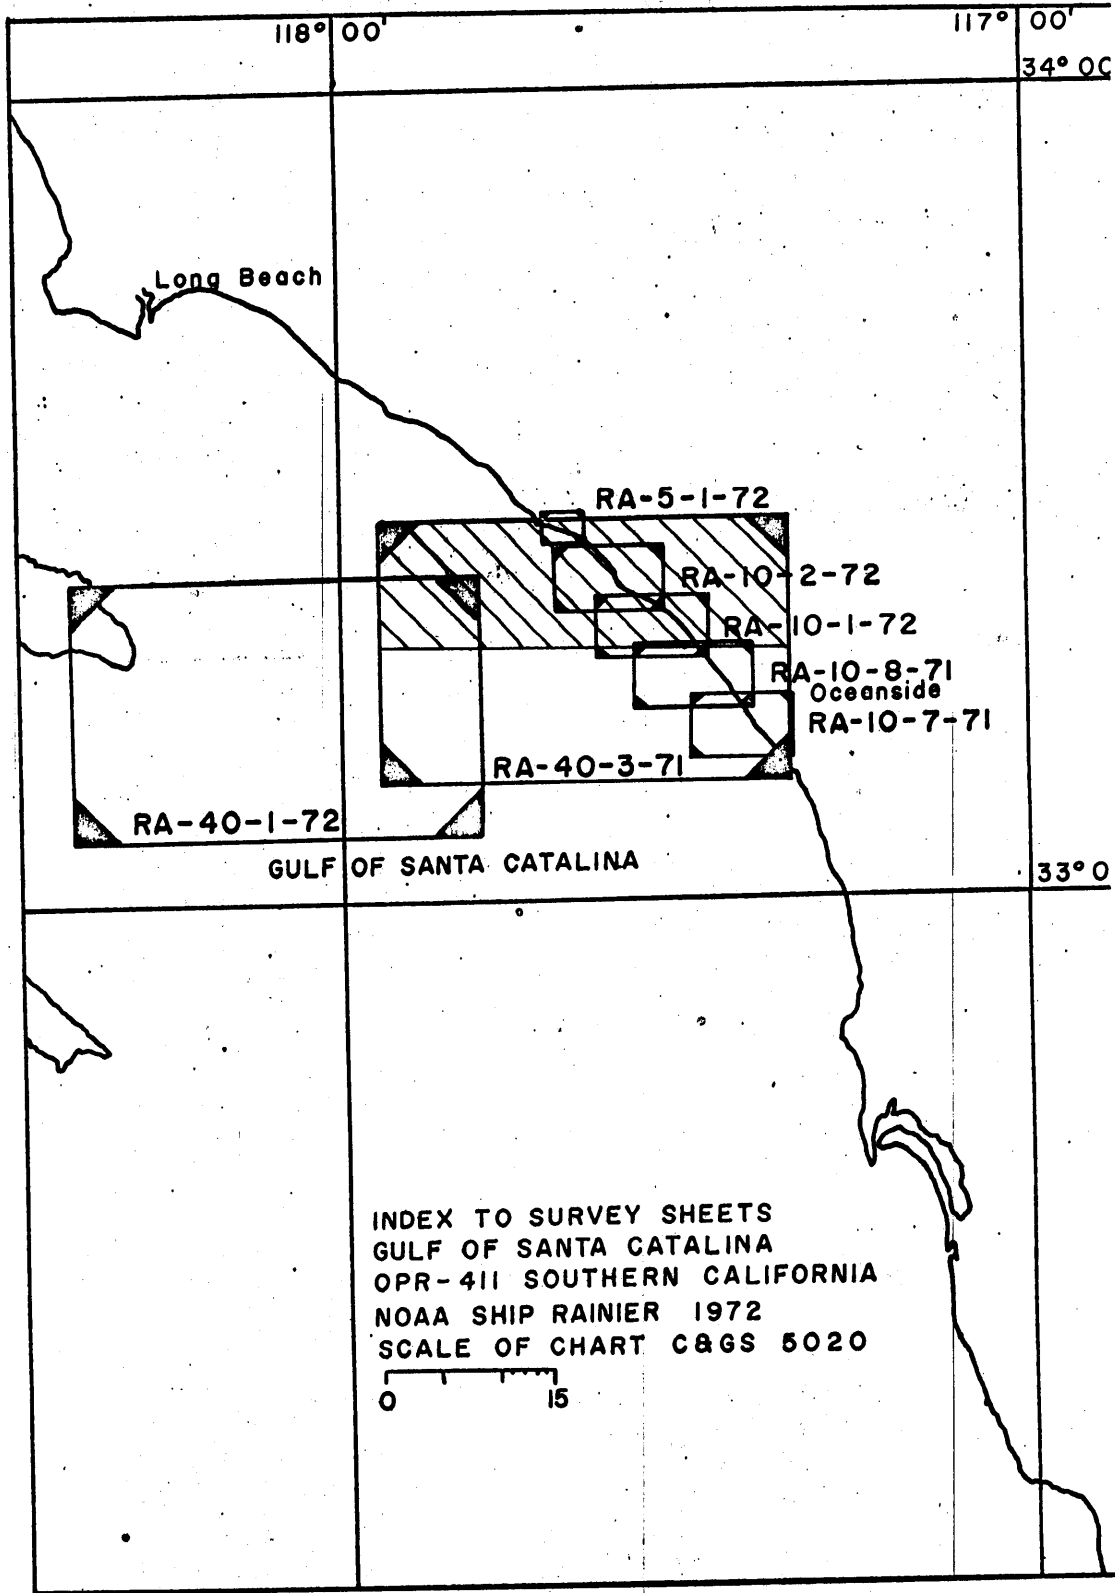 118° 00'
117° 00'
34° 00
Long Beach
RA-5-1-72
RA-10-2-72
RA-10-1-72
RA-10-8-71
Oceanside
RA-10-7-71
RA-40-3-71
RA-40-1-72
GULF OF SANTA CATALINA
33° 0
INDEX TO SURVEY SHEETS
GULF OF SANTA CATALINA
OPR-411 SOUTHERN CALIFORNIA
NOAA SHIP RAINIER 1972
SCALE OF CHART C&GS 5020
0 15